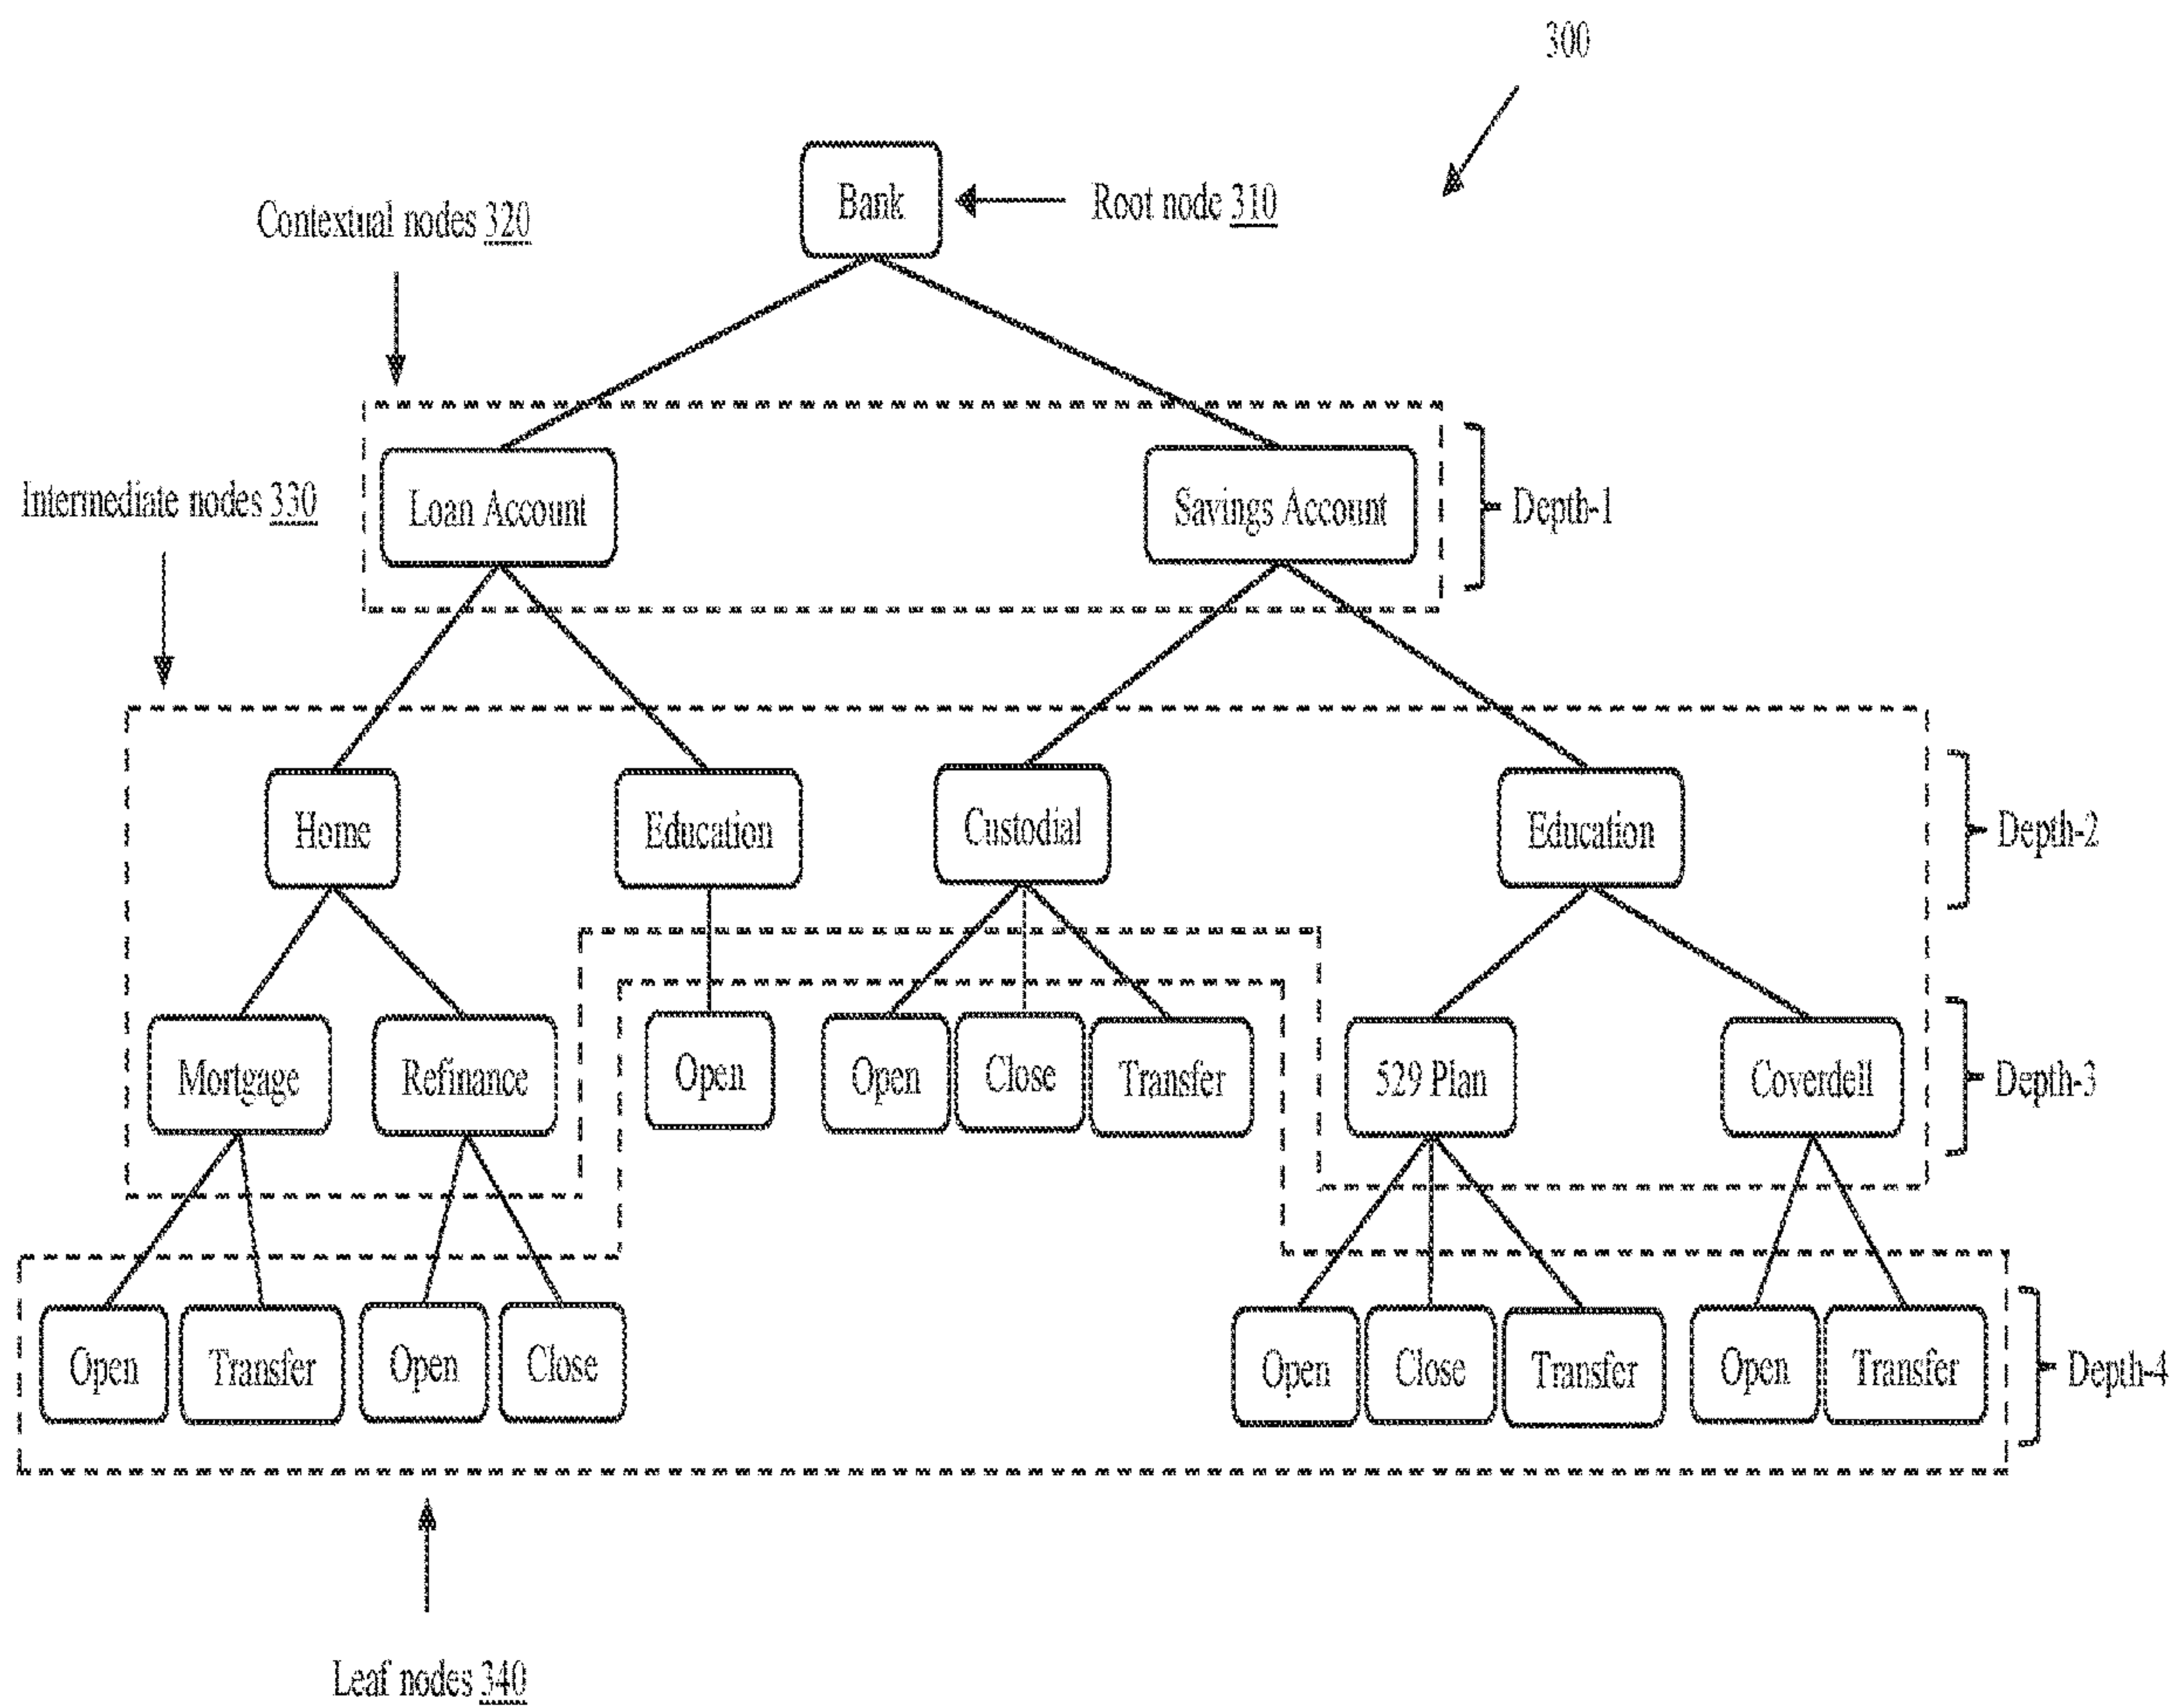 300
Bank
Root node 310
Contextual nodes 320
Loan Account
Savings Account
Depth-1
Intermediate nodes 330
Home
Education
Custodial
Education
Depth-2
Mortgage
Refinance
Open
Open
Close
Transfer
529 Plan
Coverdell
Depth-3
Open
Transfer
Open
Close
Open
Close
Transfer
Open
Transfer
Depth-4
Leaf nodes 340